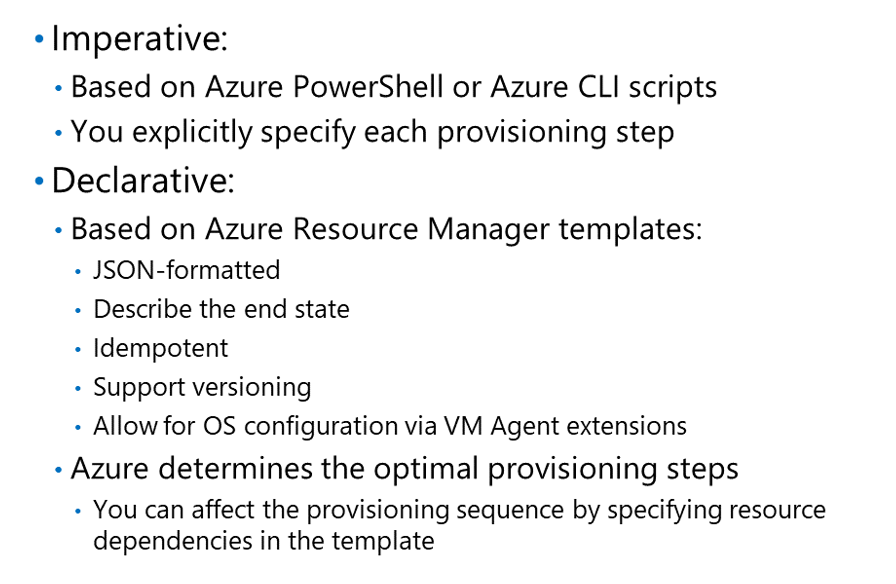 • Imperative:
• Based on Azure PowerShell or Azure CLI scripts
• You explicitly specify each provisioning step
• Declarative:
• Based on Azure Resource Manager templates:
• JSON-formatted
• Describe the end state
• Idempotent
• Support versioning
• Allow for OS configuration via VM Agent extensions
• Azure determines the optimal provisioning steps
• You can affect the provisioning sequence by specifying resource
dependencies in the template